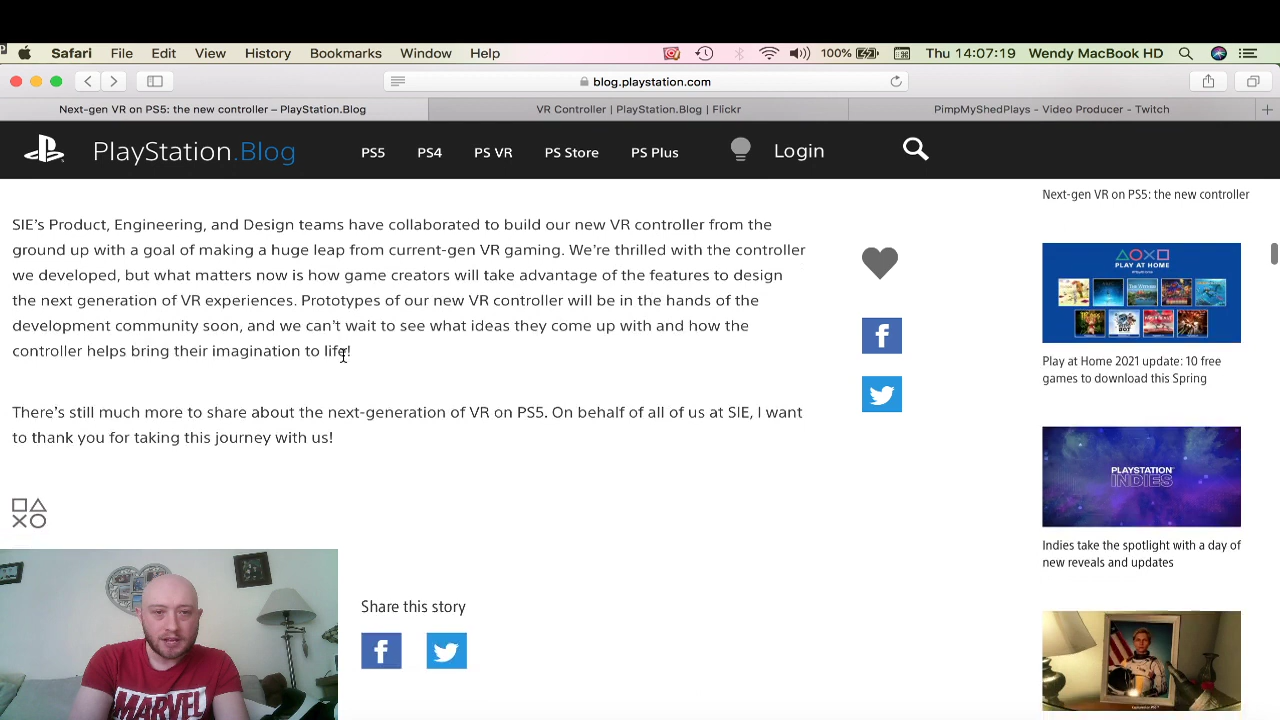 Safari File Edit View History Bookmarks Window Help 100% Thu 14:07:19 Wendy MacBook HD
blog.playstation.com
Next-gen VR on PS5: the new controller – PlayStation.Blog VR Controller | PlayStation.Blog | Flickr PimpMyShedPlays - Video Producer - Twitch
PlayStation.Blog PS5 PS4 PS VR PS Store PS Plus Login
Next-gen VR on PS5: the new controller
SIE's Product, Engineering, and Design teams have collaborated to build our new VR controller from the
ground up with a goal of making a huge leap from current-gen VR gaming. We're thrilled with the controller
we developed, but what matters now is how game creators will take advantage of the features to design
the next generation of VR experiences. Prototypes of our new VR controller will be in the hands of the
development community soon, and we can't wait to see what ideas they come up with and how the
controller helps bring their imagination to life!
There's still much more to share about the next-generation of VR on PS5. On behalf of all of us at SIE, I want
to thank you for taking this journey with us!
PLAY AT HOME
Play at Home 2021 update: 10 free
games to download this Spring
PLAYSTATION
INDIES
Indies take the spotlight with a day of
new reveals and updates
Share this story
MARVEL